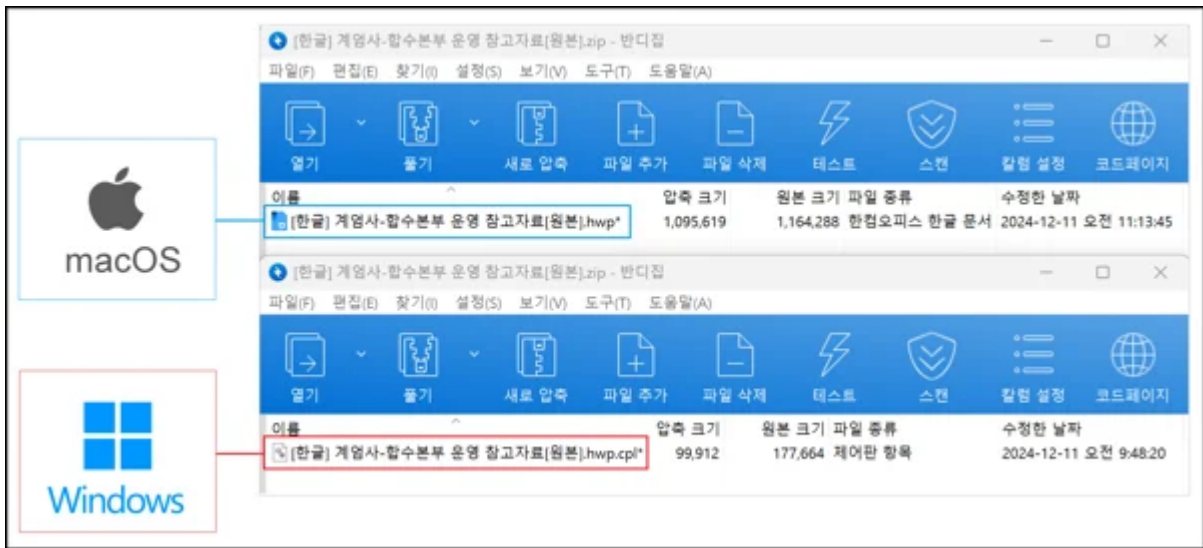 [한글] 계엄사-합수본부 운영 참고자료[원본].zip - 반디집
파일(F) 편집(E) 찾기(I) 설정(S) 보기(V) 도구(T) 도움말(A)
열기 풀기 새로 압축 파일 추가 파일 삭제 테스트 스캔 칼럼 설정 코드페이지
이름 압축 크기 원본 크기 파일 종류 수정한 날짜
[한글] 계엄사-합수본부 운영 참고자료[원본].hwp* 1,095,619 1,164,288 한컴오피스 한글 문서 2024-12-11 오전 11:13:45
macOS
[한글] 계엄사-합수본부 운영 참고자료[원본].zip - 반디집
파일(F) 편집(E) 찾기(I) 설정(S) 보기(V) 도구(T) 도움말(A)
열기 풀기 새로 압축 파일 추가 파일 삭제 테스트 스캔 칼럼 설정 코드페이지
이름 압축 크기 원본 크기 파일 종류 수정한 날짜
[한글] 계엄사-합수본부 운영 참고자료[원본].hwp.cpl* 99,912 177,664 제어판 항목 2024-12-11 오전 9:48:20
Windows